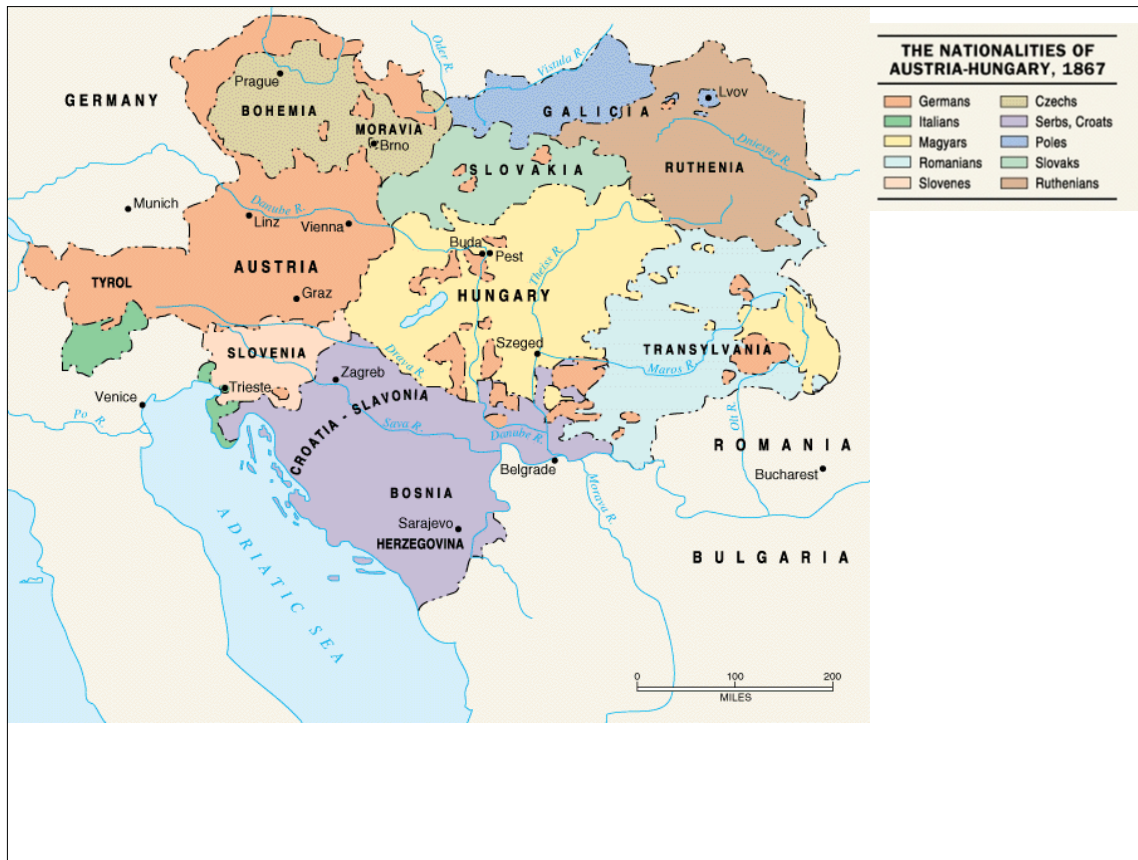 THE NATIONALITIES OF
AUSTRIA-HUNGARY, 1867
Germans
Czechs
Italians
Serbs, Croats
Magyars
Poles
Romanians
Slovaks
Slovenes
Ruthenians
Oder R.
Vistula R.
Prague
GERMANY
BOHEMIA
GALICIA
Lvov
MORAVIA
Brno
Dniester R.
SLOVAKIA
RUTHENIA
Munich
Danube R.
Linz
Vienna
Buda
Pest
Theiss R.
TYROL
AUSTRIA
Graz
HUNGARY
SLOVENIA
Drava R.
Szeged
TRANSYLVANIA
Maros R.
Zagreb
Trieste
Venice
Po R.
CROATIA - SLAVONIA
Sava R.
Danube R.
Olt R.
ROMANIA
Belgrade
Bucharest
Morava R.
BOSNIA
Sarajevo
HERZEGOVINA
ADRIATIC SEA
BULGARIA
0 100 200
MILES